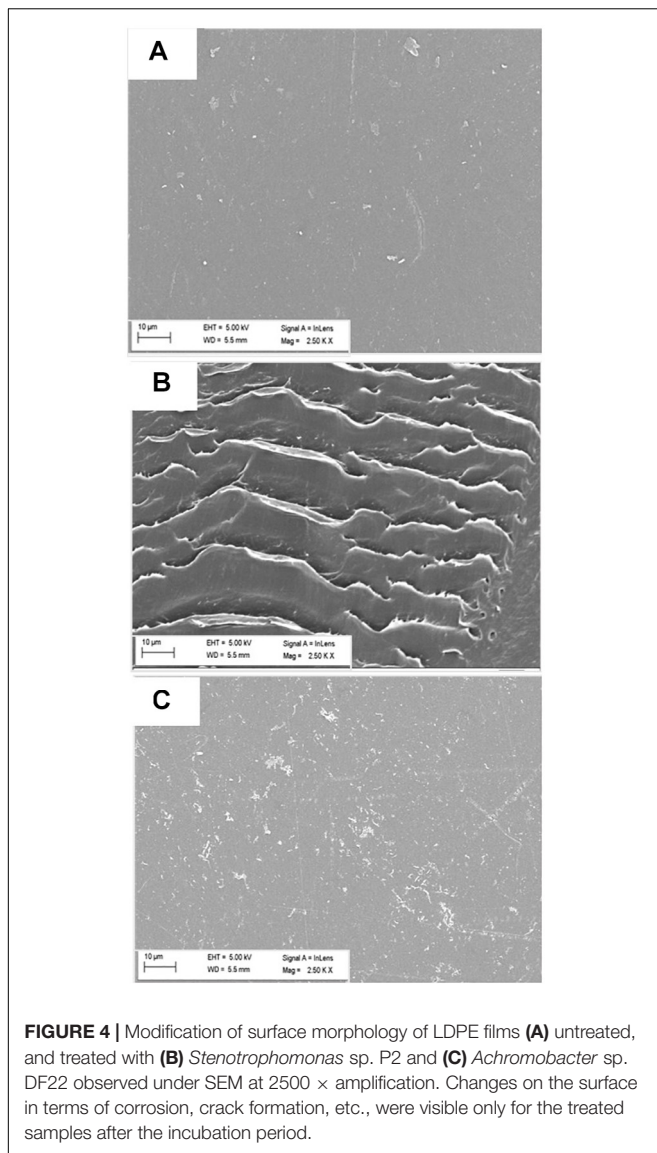 A
10 µm
EHT = 5.00 kV
Signal A = InLens
WD = 5.5 mm
Mag = 2.50 K X
B
10 µm
EHT = 5.00 kV
Signal A = InLens
WD = 5.5 mm
Mag = 2.50 K X
C
10 µm
EHT = 5.00 kV
Signal A = InLens
WD = 5.5 mm
Mag = 2.50 K X
FIGURE 4 | Modification of surface morphology of LDPE films (A) untreated,
and treated with (B) Stenotrophomonas sp. P2 and (C) Achromobacter sp.
DF22 observed under SEM at 2500 × amplification. Changes on the surface
in terms of corrosion, crack formation, etc., were visible only for the treated
samples after the incubation period.